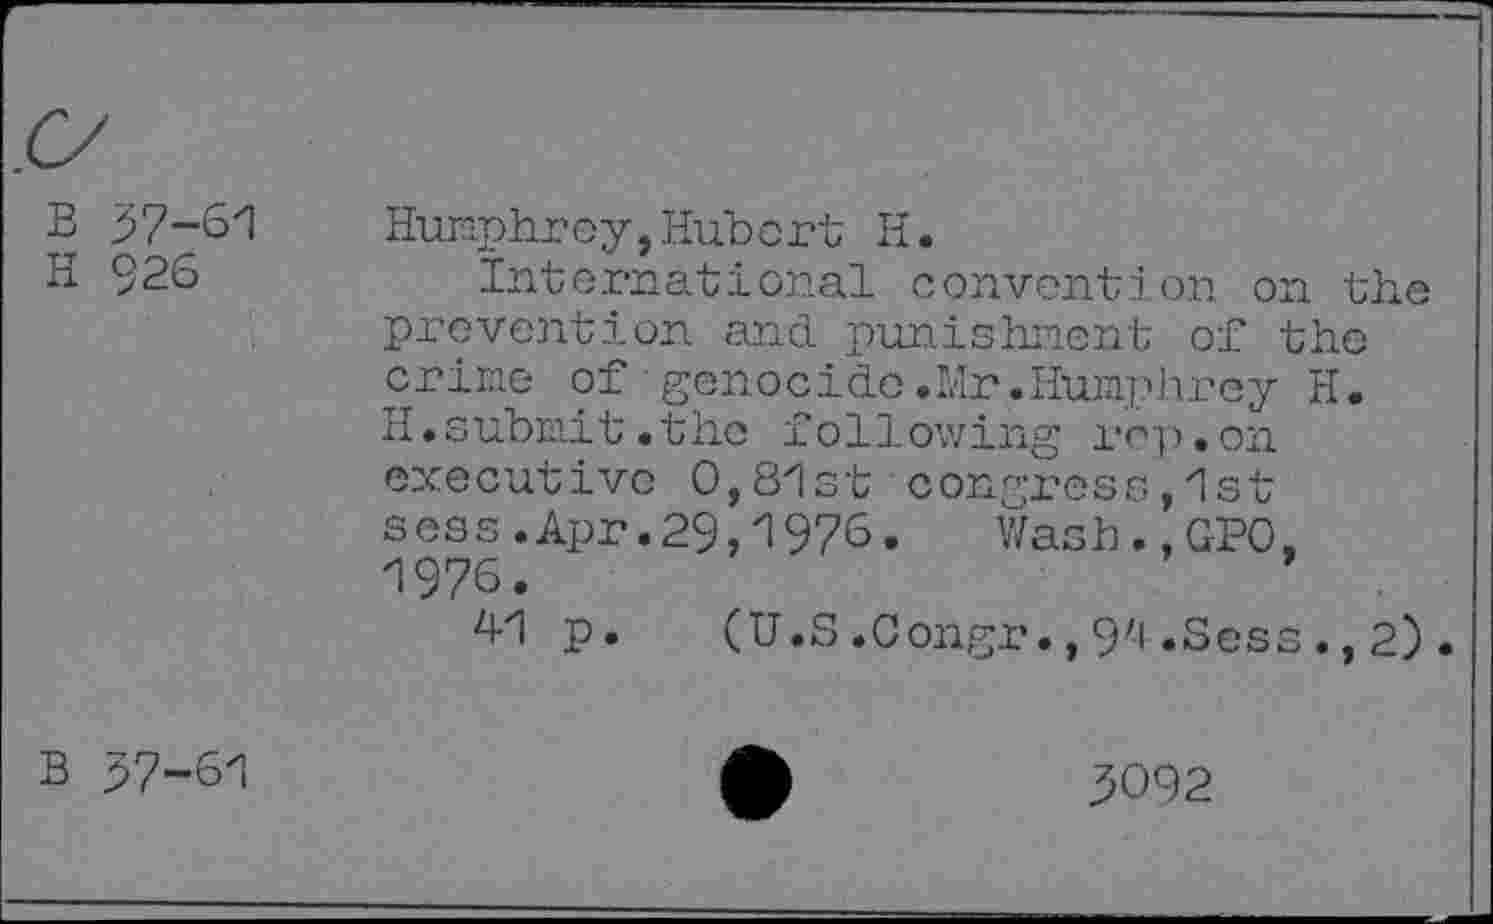 B 37-61 Humphrey,Hubert H.
H 926 International convention on the
prevention and punishment of the
crime of genocide.Mr.Humphrey H.
H.submit.the following rep.on
executive O,81st congress,1st
sess.Apr.29,1976. Wash.,GPO,
1976.
41 p. (U.S.Congr.,94.Sess.,2).
B 37-61 3092